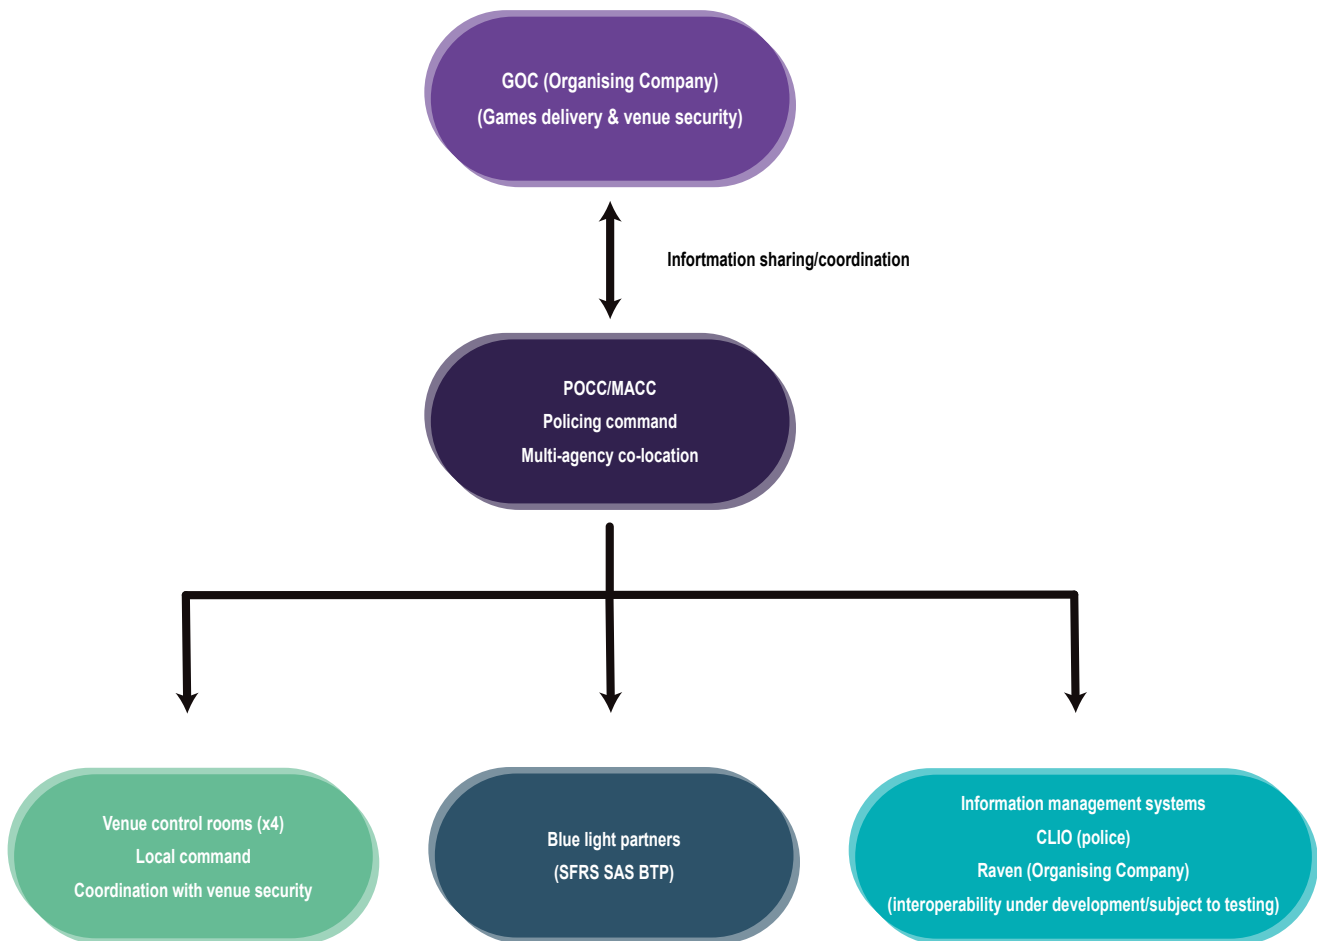 GOC (Organising Company)
(Games delivery & venue security)
Infortmation sharing/coordination
POCC/MACC
Policing command
Multi-agency co-location
Venue control rooms (x4)
Local command
Coordination with venue security
Blue light partners
(SFRS SAS BTP)
Information management systems
CLIO (police)
Raven (Organising Company)
(interoperability under development/subject to testing)